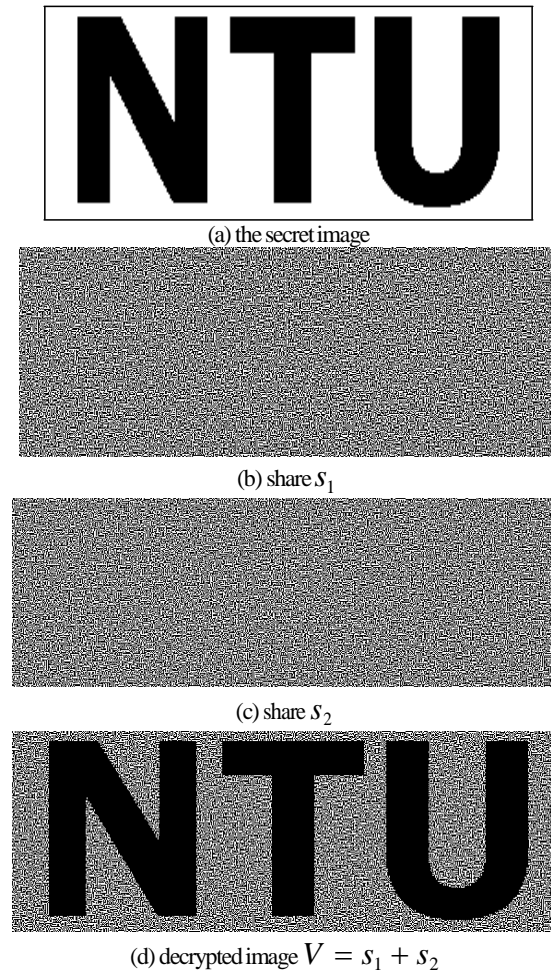 NTU
(a) the secret image
(b) share s₁
(c) share s₂
NTU
(d) decrypted image V = s₁ + s₂